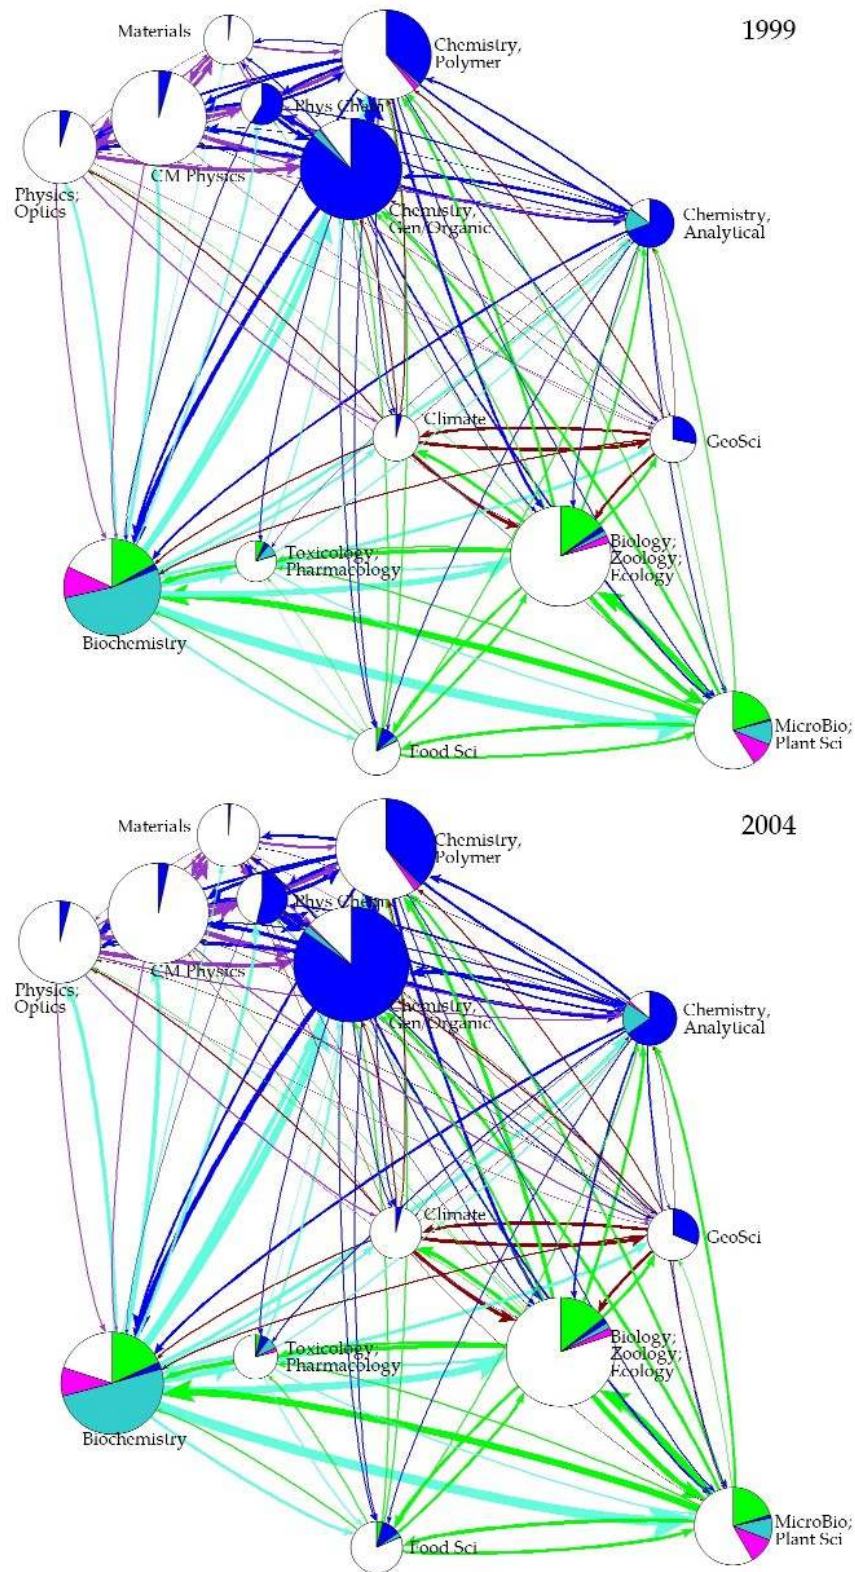 1999
Materials
Chemistry,
Polymer
Phys Chem
CM Physics
Physics;
Optics
Chemistry,
Gen/Organic
Chemistry,
Analytical
Climate
GeoSci
Toxicology;
Pharmacology
Biology;
Zoology;
Ecology
Biochemistry
Food Sci
MicroBio;
Plant Sci
2004
Materials
Chemistry,
Polymer
Phys Chem
CM Physics
Physics;
Optics
Chemistry,
Gen/Organic
Chemistry,
Analytical
Climate
GeoSci
Toxicology;
Pharmacology
Biology;
Zoology;
Ecology
Biochemistry
Food Sci
MicroBio;
Plant Sci